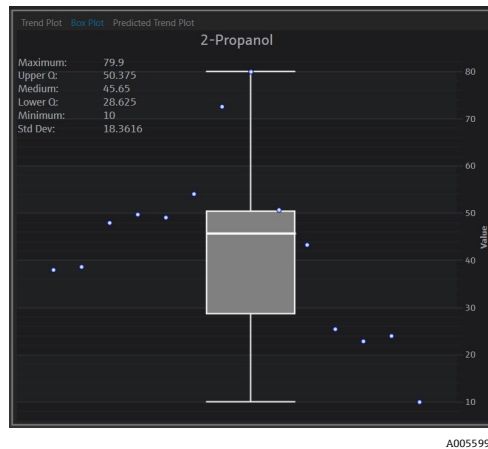 Trend Plot Box Plot Predicted Trend Plot
2-Propanol
Maximum: 79.9
Upper Q: 50.375
Medium: 45.65
Lower Q: 28.625
Minimum: 10
Std Dev: 18.3616
80
70
60
50
40
30
20
10
Value
A005599